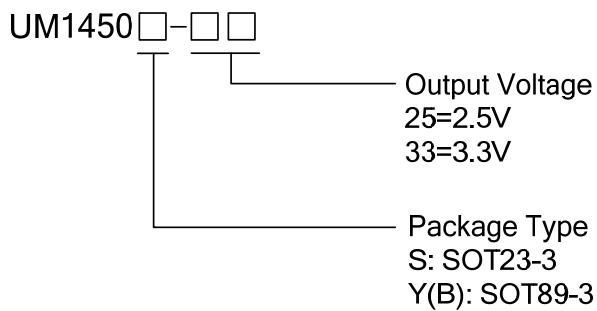 UM1450□-□□
Output Voltage
25=2.5V
33=3.3V
Package Type
S: SOT23-3
Y(B): SOT89-3